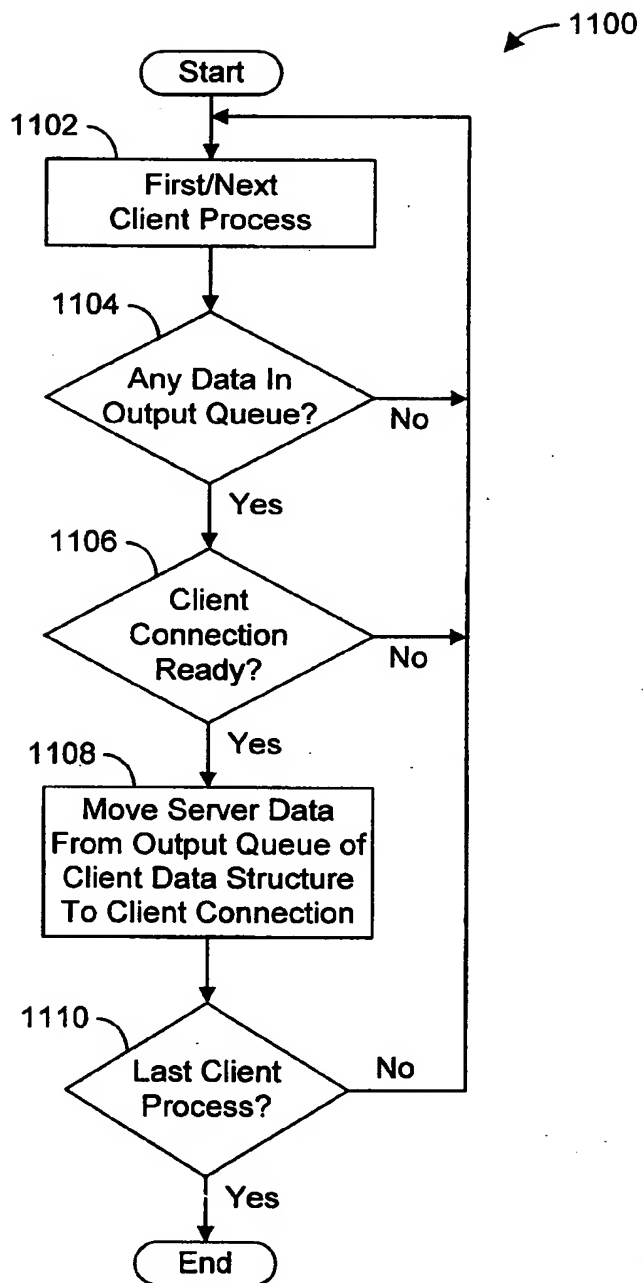 1100
Start
1102
First/Next
Client Process
1104
Any Data In
Output Queue?
No
Yes
1106
Client
Connection
Ready?
No
Yes
1108
Move Server Data
From Output Queue of
Client Data Structure
To Client Connection
1110
Last Client
Process?
No
Yes
End